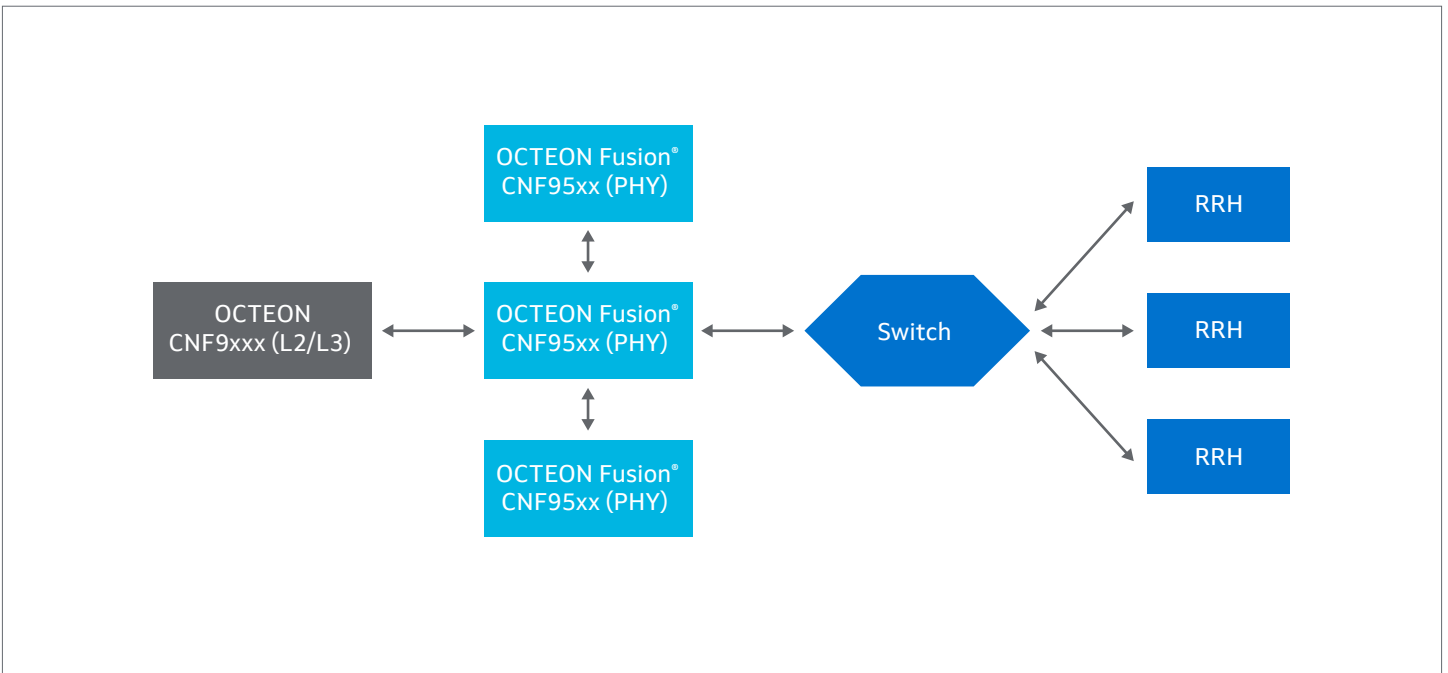 OCTEON Fusion®
CNF95xx (PHY)
OCTEON
CNF9xxx (L2/L3)
OCTEON Fusion®
CNF95xx (PHY)
OCTEON Fusion®
CNF95xx (PHY)
Switch
RRH
RRH
RRH